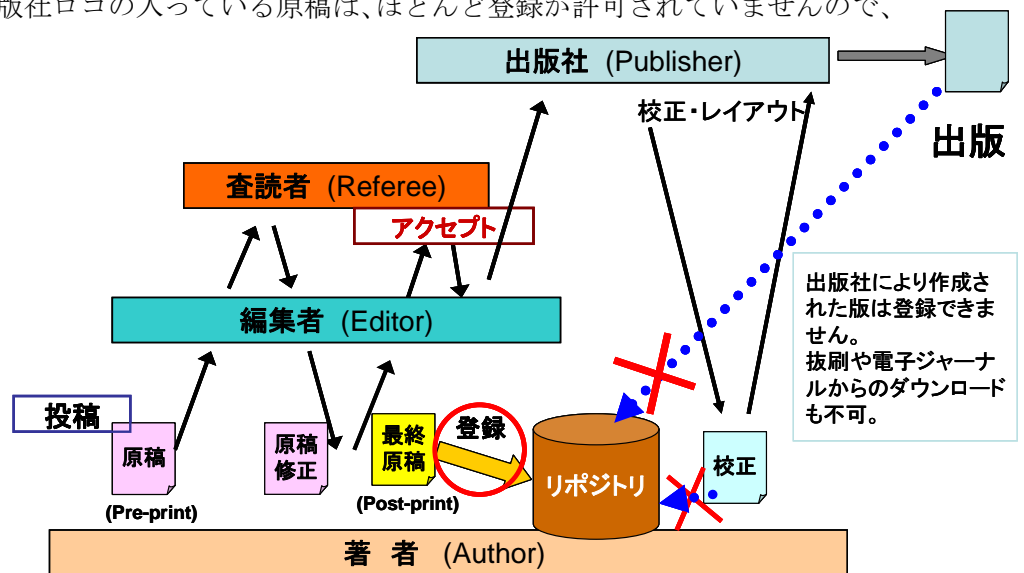 版社ロゴの入っている原稿は、ほとんど登録が許可されていませんので、
出版社 (Publisher)
校正・レイアウト
出版
査読者 (Referee)
アクセプト
出版社により作成さ
れた版は登録できま
せん。
抜刷や電子ジャーナ
ルからのダウンロード
も不可。
編集者 (Editor)
投稿
原稿
(Pre-print)
原稿
修正
最終
原稿
(Post-print)
登録
リポジトリ
校正
著 者 (Author)